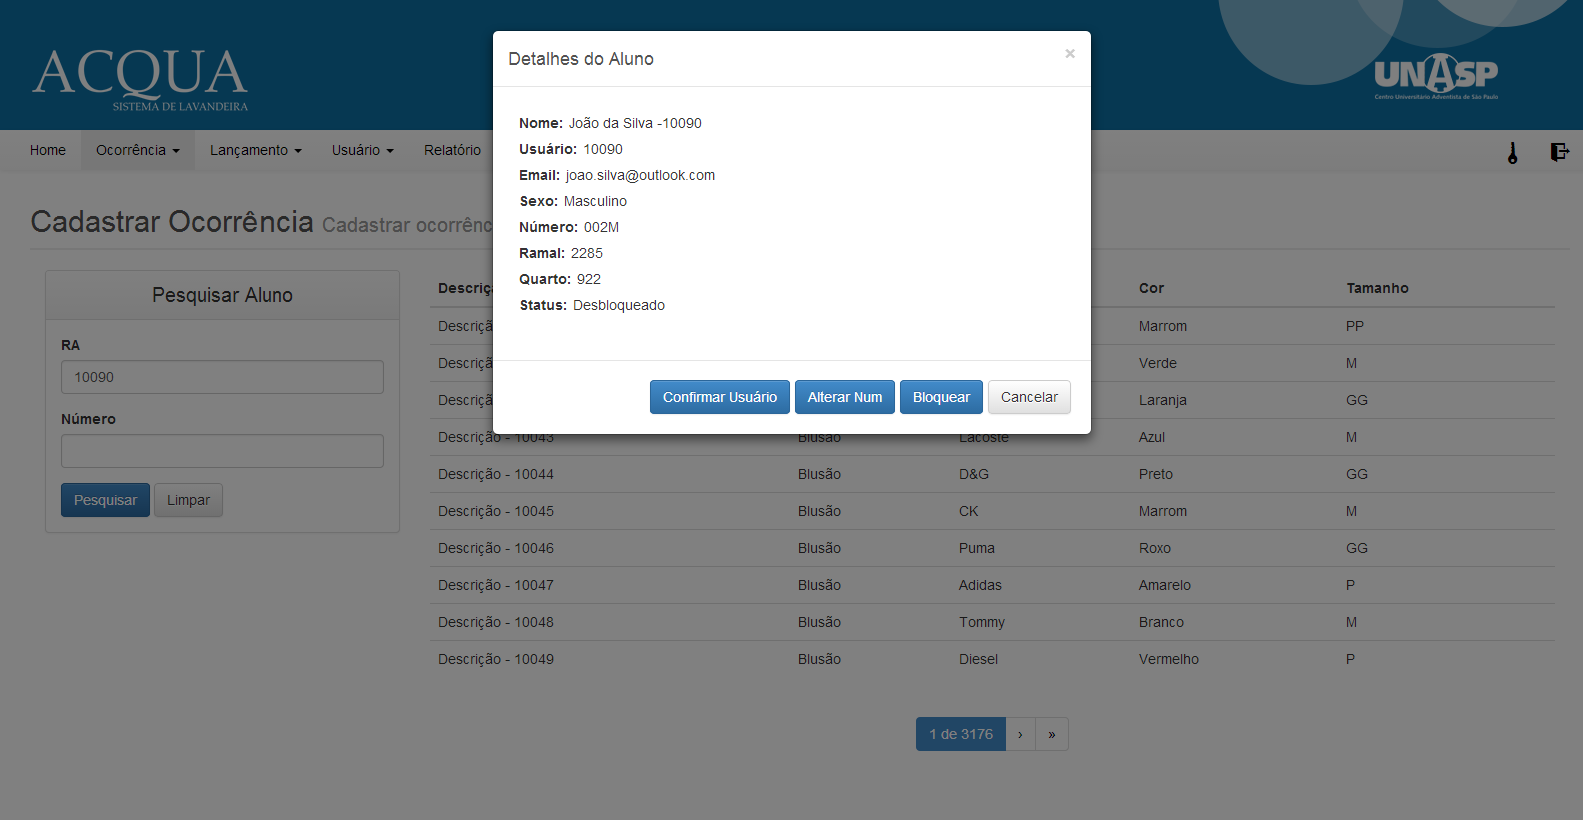 ACQUA
SISTEMA DE LAVANDEIRA
UNASP
Centro Universitário Adventista de São Paulo
Home Ocorrência Lançamento Usuário Relatório
Cadastrar Ocorrência Cadastrar
Detalhes do Aluno ×
Nome: João da Silva -10090
Usuário: 10090
Email: joao.silva@outlook.com
Sexo: Masculino
Número: 002M
Ramal: 2285
Quarto: 922
Status: Desbloqueado
Confirmar Usuário Alterar Num Bloquear Cancelar
Pesquisar Aluno
RA
10090
Número
Pesquisar Limpar
Cor Tamanho
Marrom PP
Verde M
Laranja GG
Descrição - 10043 Blusão Lacoste Azul M
Descrição - 10044 Blusão D&G Preto GG
Descrição - 10045 Blusão CK Marrom M
Descrição - 10046 Blusão Puma Roxo GG
Descrição - 10047 Blusão Adidas Amarelo P
Descrição - 10048 Blusão Tommy Branco M
Descrição - 10049 Blusão Diesel Vermelho P
1 de 3176 › »